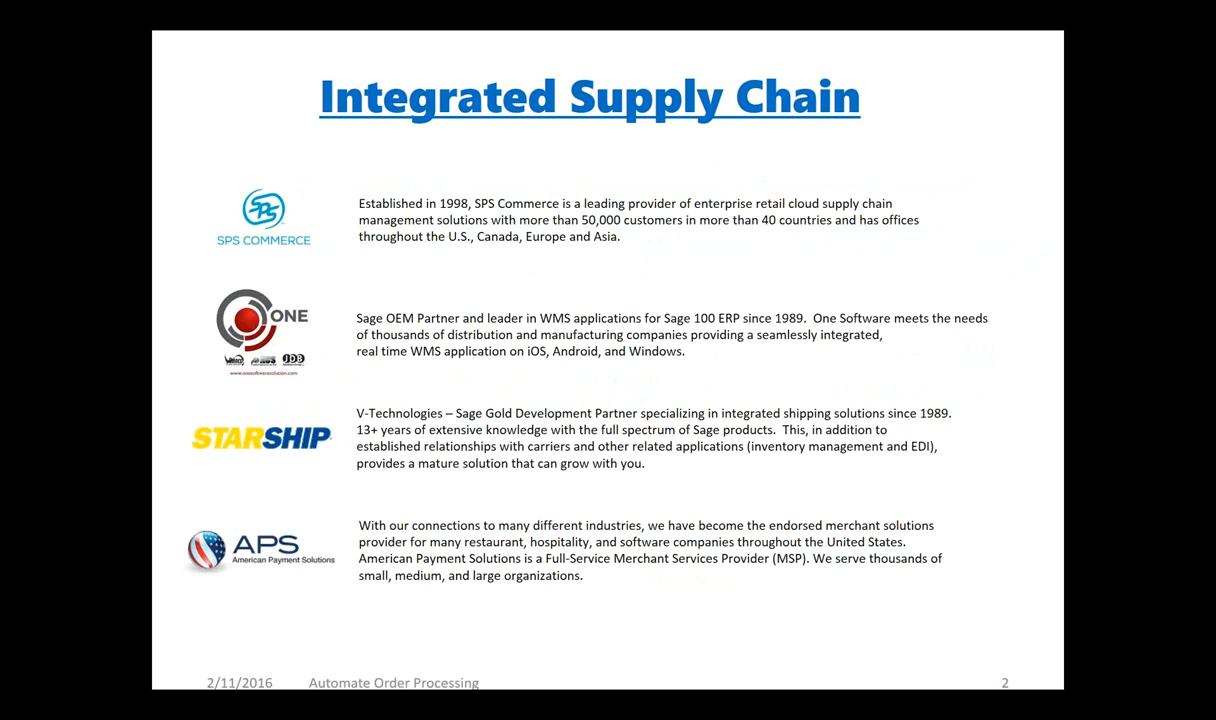 Integrated Supply Chain
SPS
SPS COMMERCE
Established in 1998, SPS Commerce is a leading provider of enterprise retail cloud supply chain
management solutions with more than 50,000 customers in more than 40 countries and has offices
throughout the U.S., Canada, Europe and Asia.
ONE
JDB
www.onesoftwaresolution.com
Sage OEM Partner and leader in WMS applications for Sage 100 ERP since 1989.  One Software meets the needs
of thousands of distribution and manufacturing companies providing a seamlessly integrated,
real time WMS application on iOS, Android, and Windows.
STARSHIP
V-Technologies – Sage Gold Development Partner specializing in integrated shipping solutions since 1989.
13+ years of extensive knowledge with the full spectrum of Sage products.  This, in addition to
established relationships with carriers and other related applications (inventory management and EDI),
provides a mature solution that can grow with you.
APS
American Payment Solutions
With our connections to many different industries, we have become the endorsed merchant solutions
provider for many restaurant, hospitality, and software companies throughout the United States.
American Payment Solutions is a Full-Service Merchant Services Provider (MSP). We serve thousands of
small, medium, and large organizations.
2/11/2016 Automate Order Processing 2